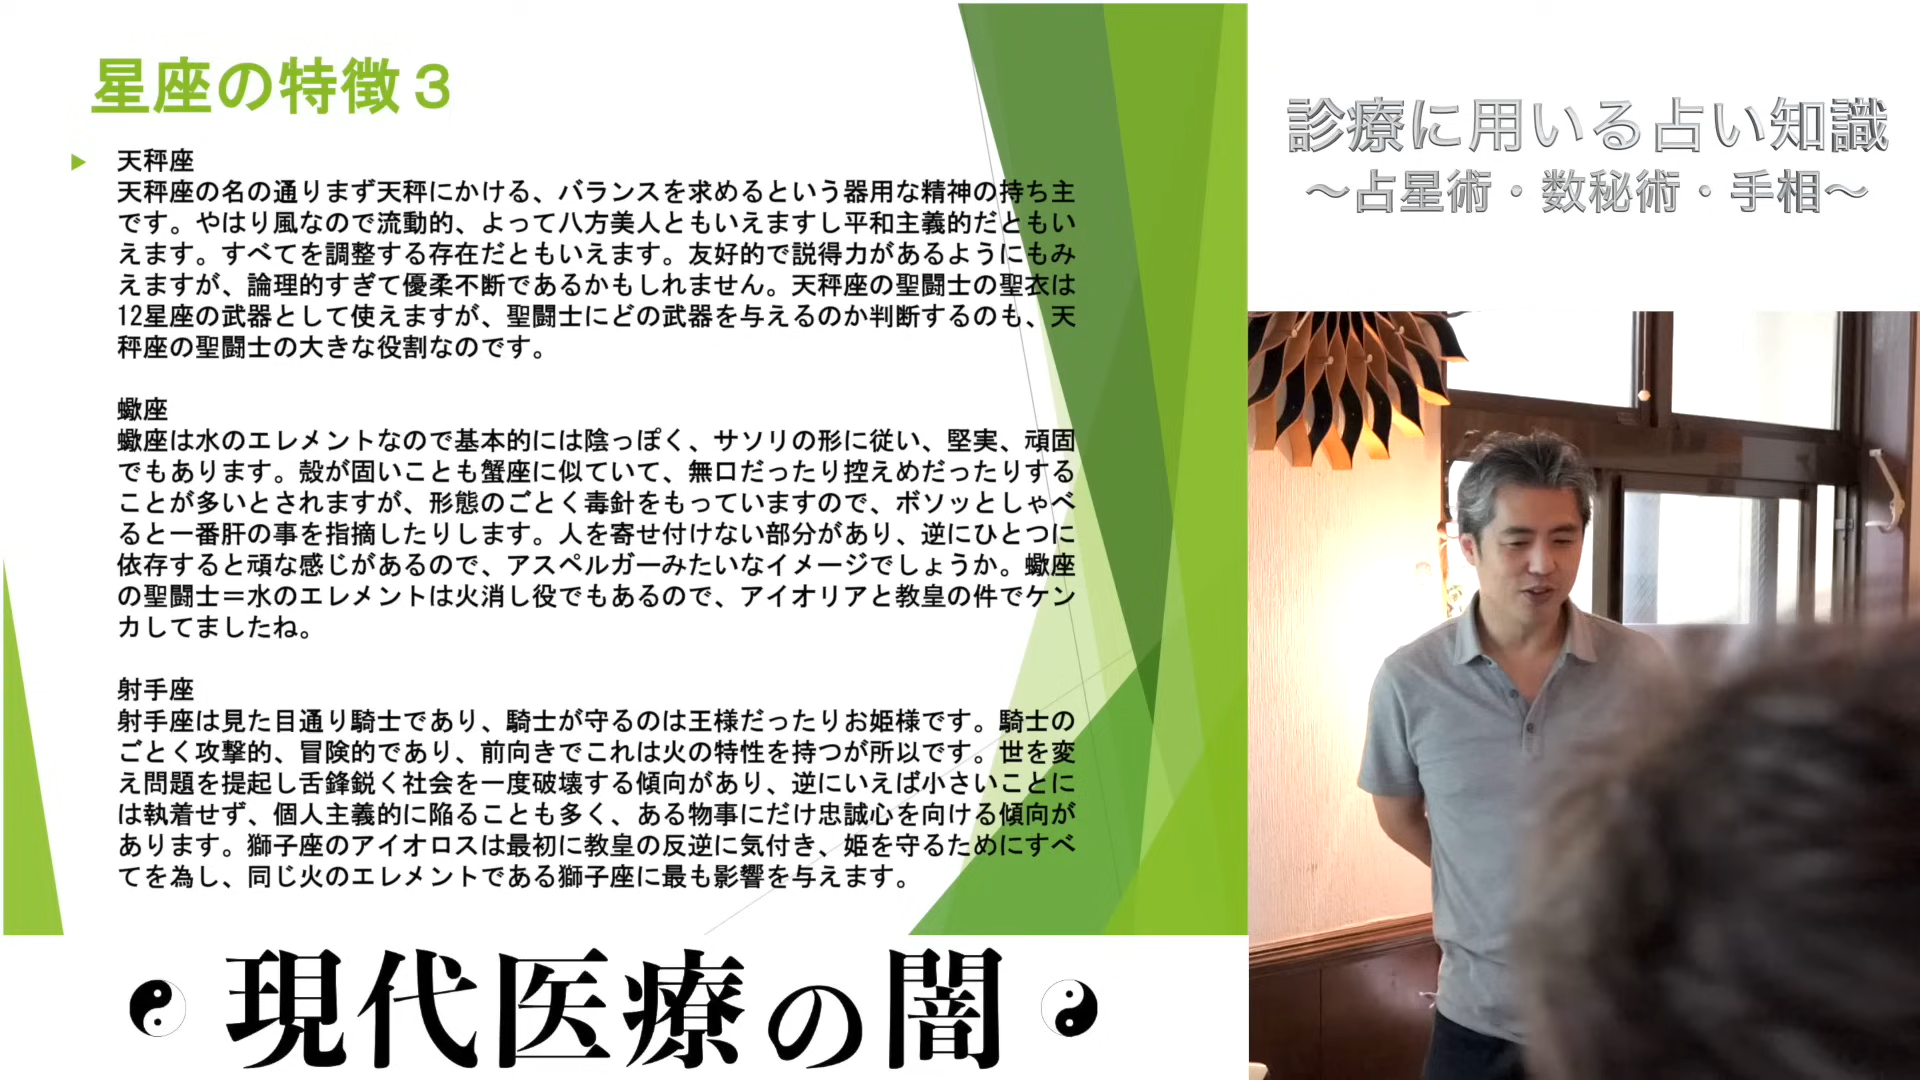 星座の特徴３
天秤座
天秤座の名の通りまず天秤にかける、バランスを求めるという器用な精神の持ち主
です。やはり風なので流動的、よって八方美人ともいえますし平和主義的だともい
えます。すべてを調整する存在だともいえます。友好的で説得力があるようにもみ
えますが、論理的すぎて優柔不断であるかもしれません。天秤座の聖闘士の聖衣は
12星座の武器として使えますが、聖闘士にどの武器を与えるのか判断するのも、天
秤座の聖闘士の大きな役割なのです。
蠍座
蠍座は水のエレメントなので基本的には陰っぽく、サソリの形に従い、堅実、頑固
でもあります。殻が固いことも蟹座に似ていて、無口だったり控えめだったりする
ことが多いとされますが、形態のごとく毒針をもっていますので、ボソッとしゃべ
ると一番肝の事を指摘したりします。人を寄せ付けない部分があり、逆にひとつに
依存すると頑な感じがあるので、アスペルガーみたいなイメージでしょうか。蠍座
の聖闘士＝水のエレメントは火消し役でもあるので、アイオリアと教皇の件でケン
カしてましたね。
射手座
射手座は見た目通り騎士であり、騎士が守るのは王様だったりお姫様です。騎士の
ごとく攻撃的、冒険的であり、前向きでこれは火の特性を持つが所以です。世を変
え問題を提起し舌鋒鋭く社会を一度破壊する傾向があり、逆にいえば小さいことに
は執着せず、個人主義的に陥ることも多く、ある物事にだけ忠誠心を向ける傾向が
あります。獅子座のアイオロスは最初に教皇の反逆に気付き、姫を守るためにすべ
てを為し、同じ火のエレメントである獅子座に最も影響を与えます。
診療に用いる占い知識
～占星術・数秘術・手相～
現代医療の闇